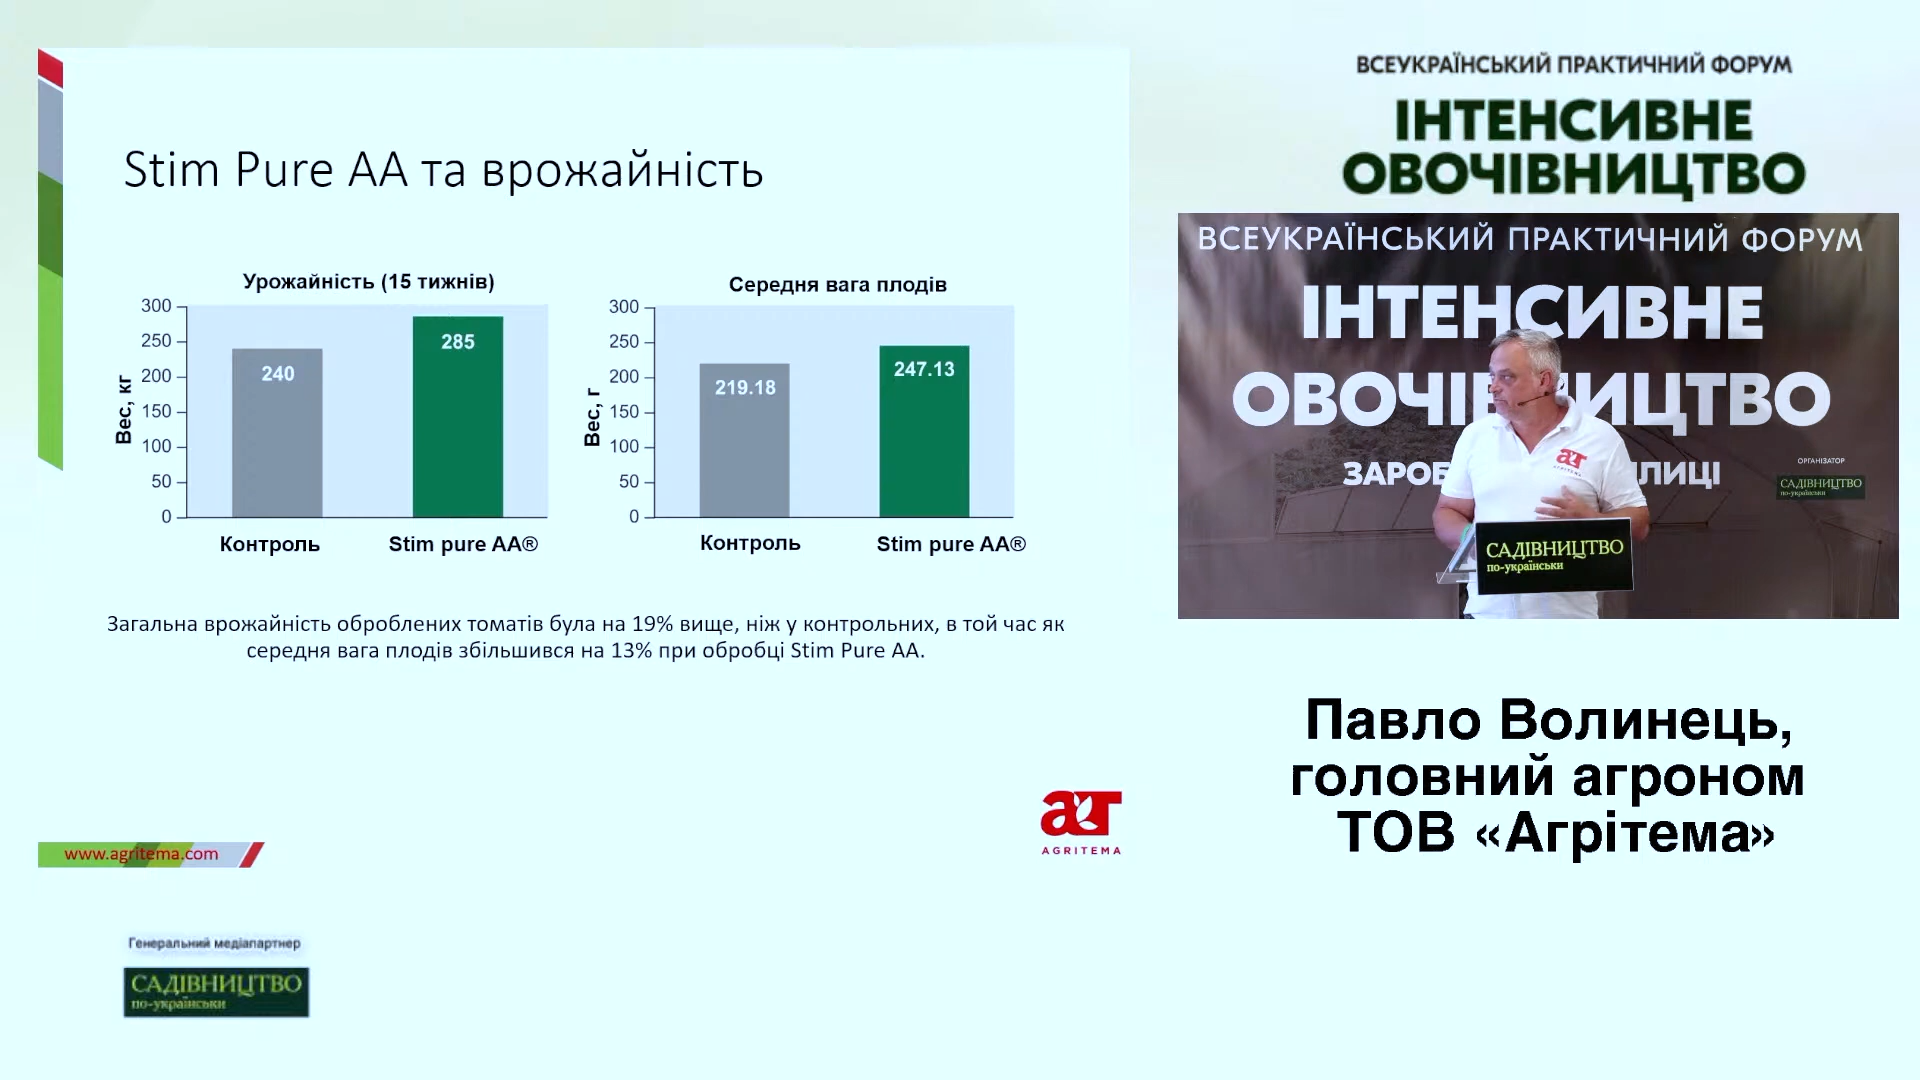 Stim Pure AA та врожайність
Урожайність (15 тижнів)
Вес, кг
300
250
200
150
100
50
0
240
285
Контроль
Stim pure AA®
Середня вага плодів
Вес, г
300
250
200
150
100
50
0
219.18
247.13
Контроль
Stim pure AA®
Загальна врожайність оброблених томатів була на 19% вище, ніж у контрольних, в той час як
середня вага плодів збільшився на 13% при обробці Stim Pure AA.
www.agritema.com
ат
AGRITEMA
Генеральний медіапартнер
САДІВНИЦТВО
по-українськи
ВСЕУКРАЇНСЬКИЙ ПРАКТИЧНИЙ ФОРУМ
ІНТЕНСИВНЕ
ОВОЧІВНИЦТВО
ВСЕУКРАЇНСЬКИЙ ПРАКТИЧНИЙ ФОРУМ
ІНТЕНСИВНЕ
ОВОЧІВНИЦТВО
ОРГАНІЗАТОР
САДІВНИЦТВО
по-українськи
ат
САДІВНИЦТВО
по-українськи
Павло Волинець,
головний агроном
ТОВ «Агрітема»